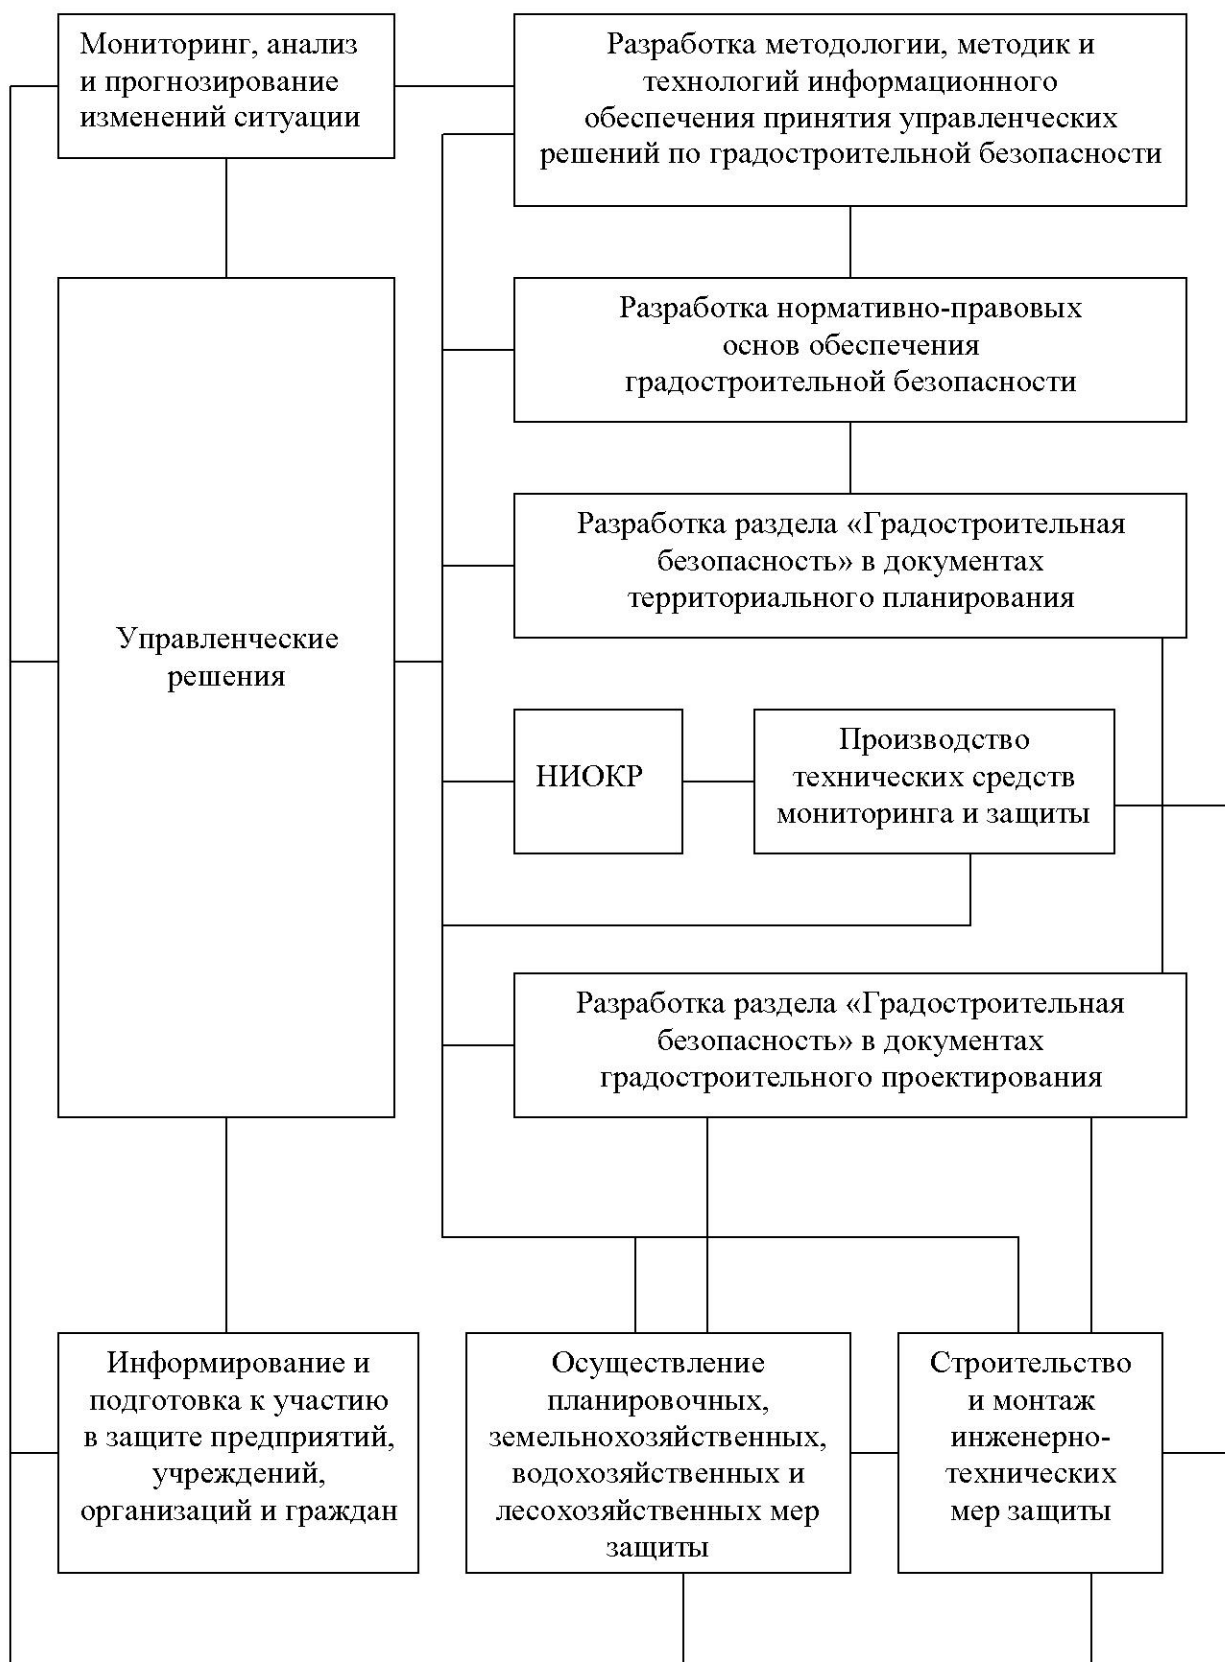 Мониторинг, анализ
и прогнозирование
изменений ситуации
Разработка методологии, методик и
технологий информационного
обеспечения принятия управленческих
решений по градостроительной безопасности
Разработка нормативно-правовых
основ обеспечения
градостроительной безопасности
Разработка раздела «Градостроительная
безопасность» в документах
территориального планирования
Управленческие
решения
НИОКР
Производство
технических средств
мониторинга и защиты
Разработка раздела «Градостроительная
безопасность» в документах
градостроительного проектирования
Информирование и
подготовка к участию
в защите предприятий,
учреждений,
организаций и граждан
Осуществление
планировочных,
земельнохозяйственных,
водохозяйственных и
лесохозяйственных мер
защиты
Строительство
и монтаж
инженерно-
технических
мер защиты